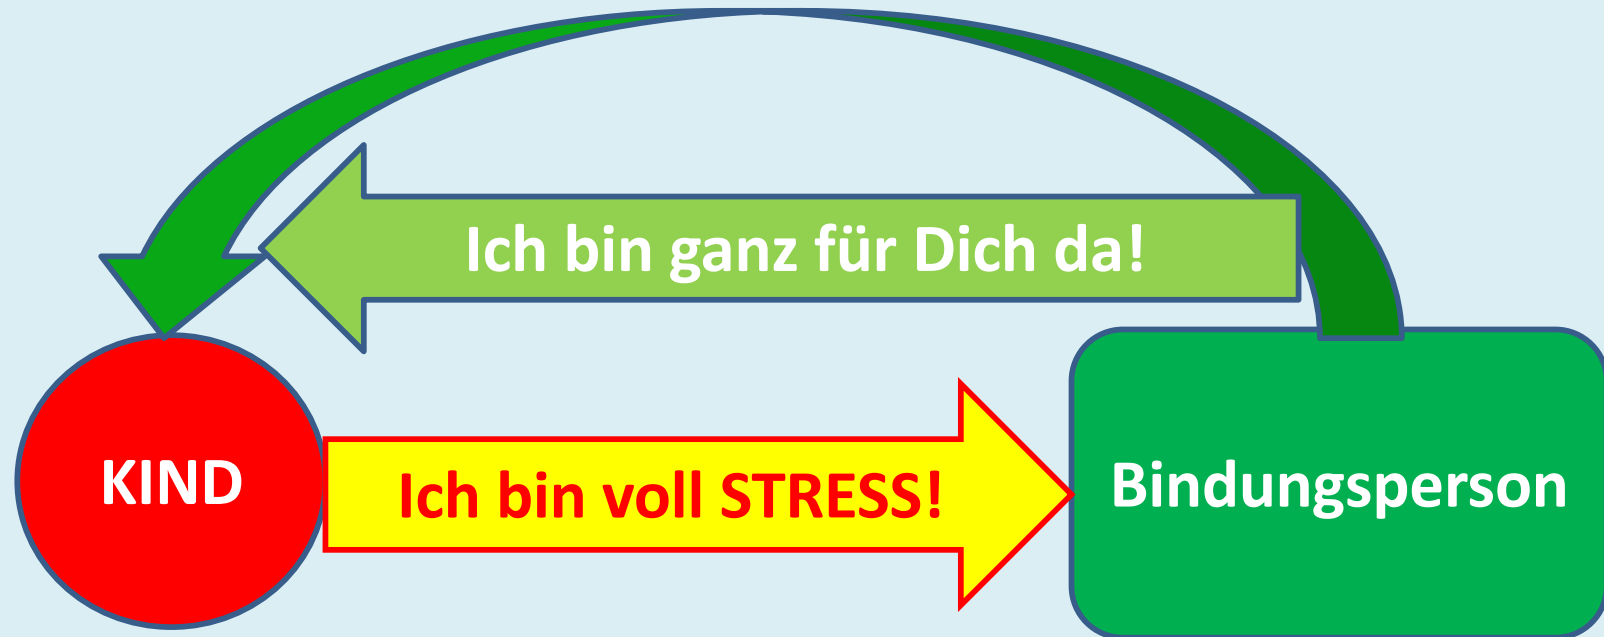 Ich bin ganz für Dich da!
KIND
Ich bin voll STRESS!
Bindungsperson